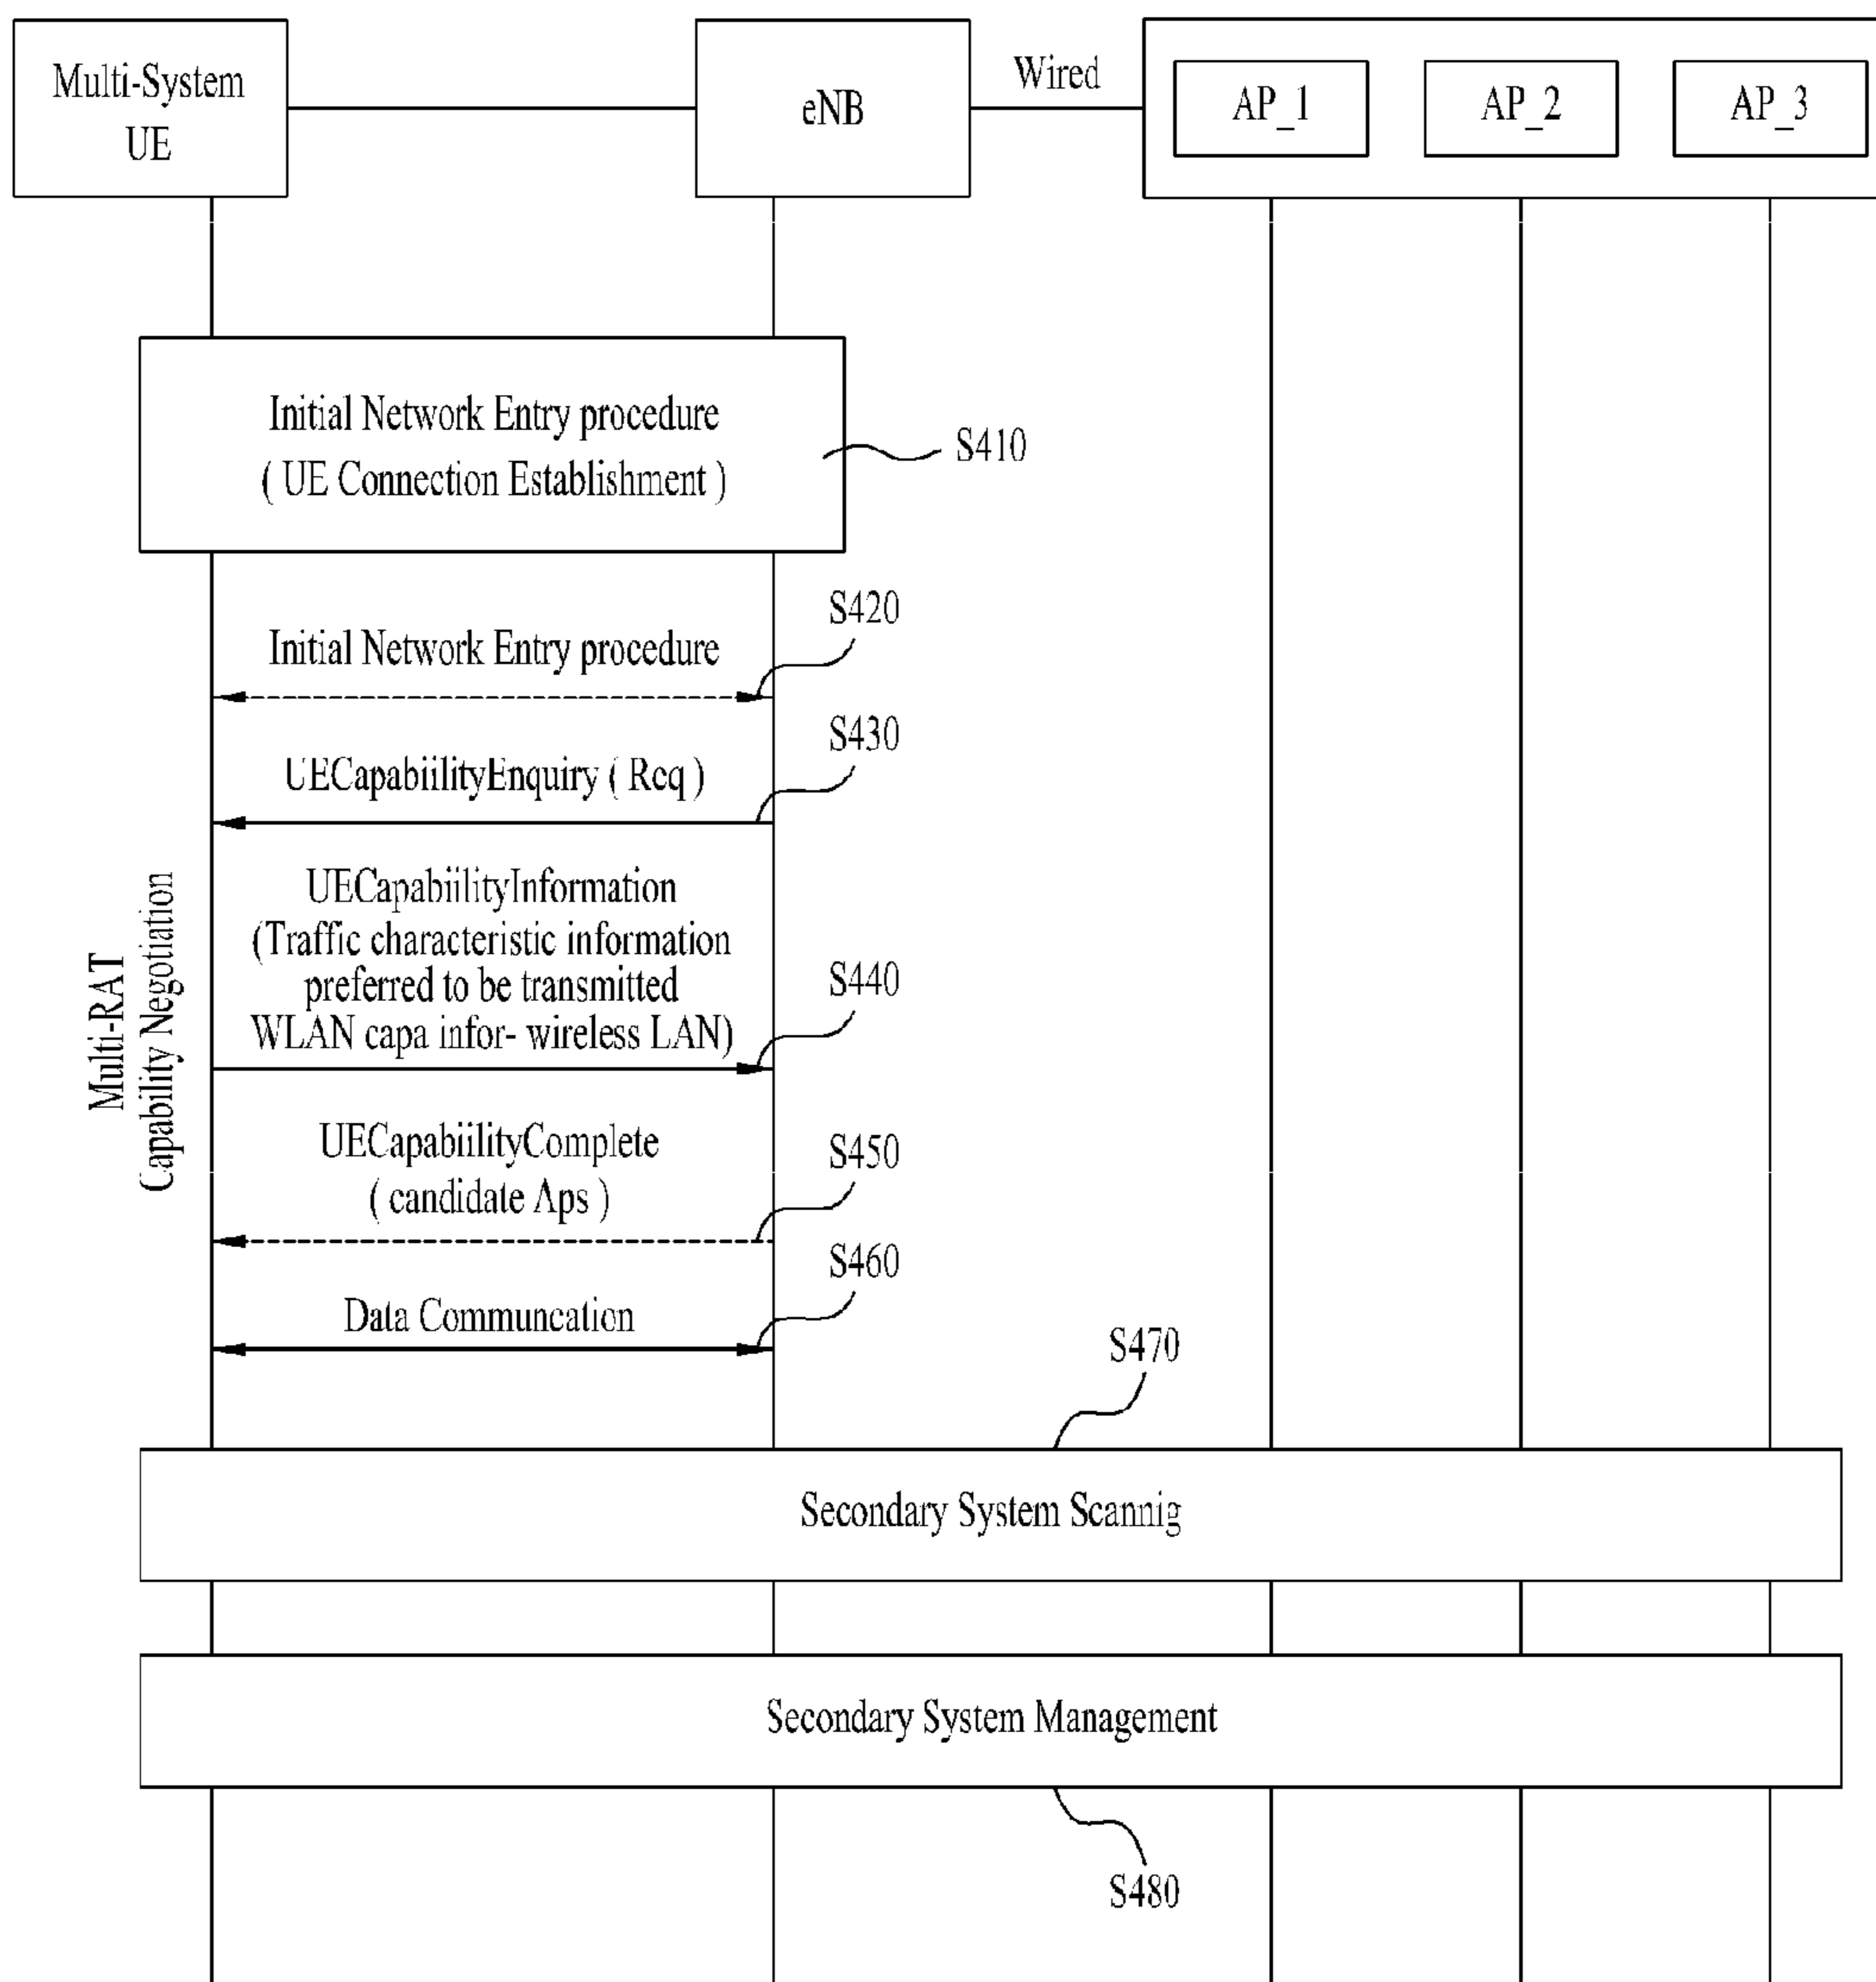 Multi-System
UE
eNB
Wired
AP_1
AP_2
AP_3
Initial Network Entry procedure
( UE Connection Establishment )
S410
S420
Initial Network Entry procedure
S430
UECapabiilityEnquiry ( Req )
Multi-RAT
Capability Negotiation
UECapabiilityInformation
(Traffic characteristic information
preferred to be transmitted
WLAN capa infor- wireless LAN)
S440
UECapabiilityComplete
( candidate Aps )
S450
S460
Data Communcation
S470
Secondary System Scannig
Secondary System Management
S480